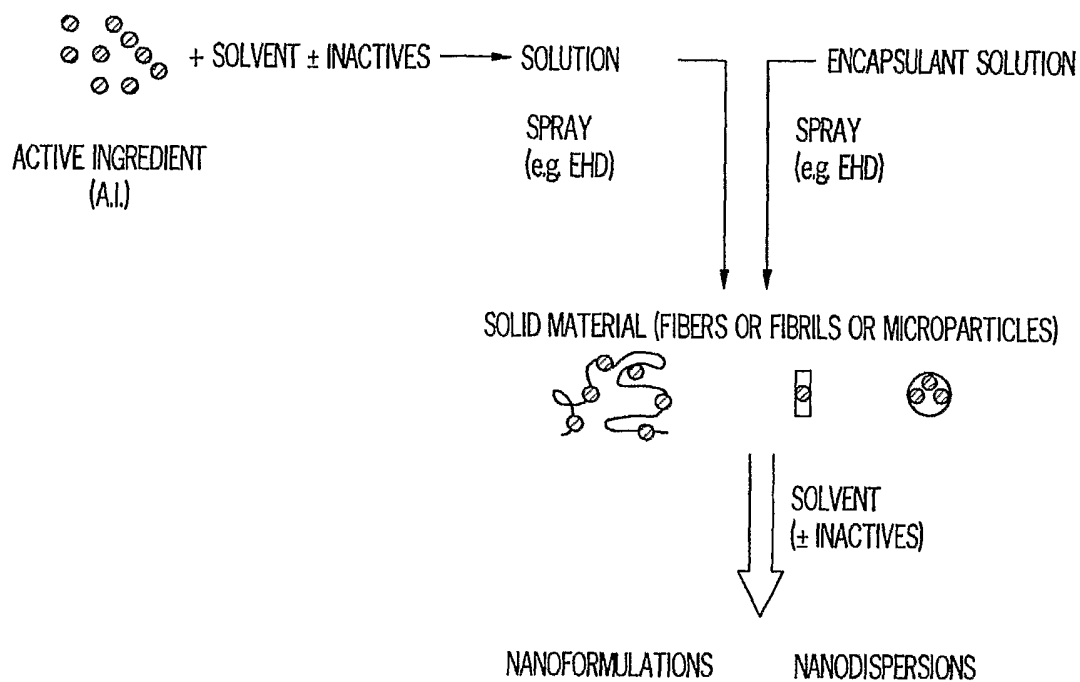 + SOLVENT ± INACTIVES
SOLUTION
ENCAPSULANT SOLUTION
ACTIVE INGREDIENT
(A.I.)
SPRAY
(e.g. EHD)
SPRAY
(e.g. EHD)
SOLID MATERIAL (FIBERS OR FIBRILS OR MICROPARTICLES)
SOLVENT
(± INACTIVES)
NANOFORMULATIONS
NANODISPERSIONS